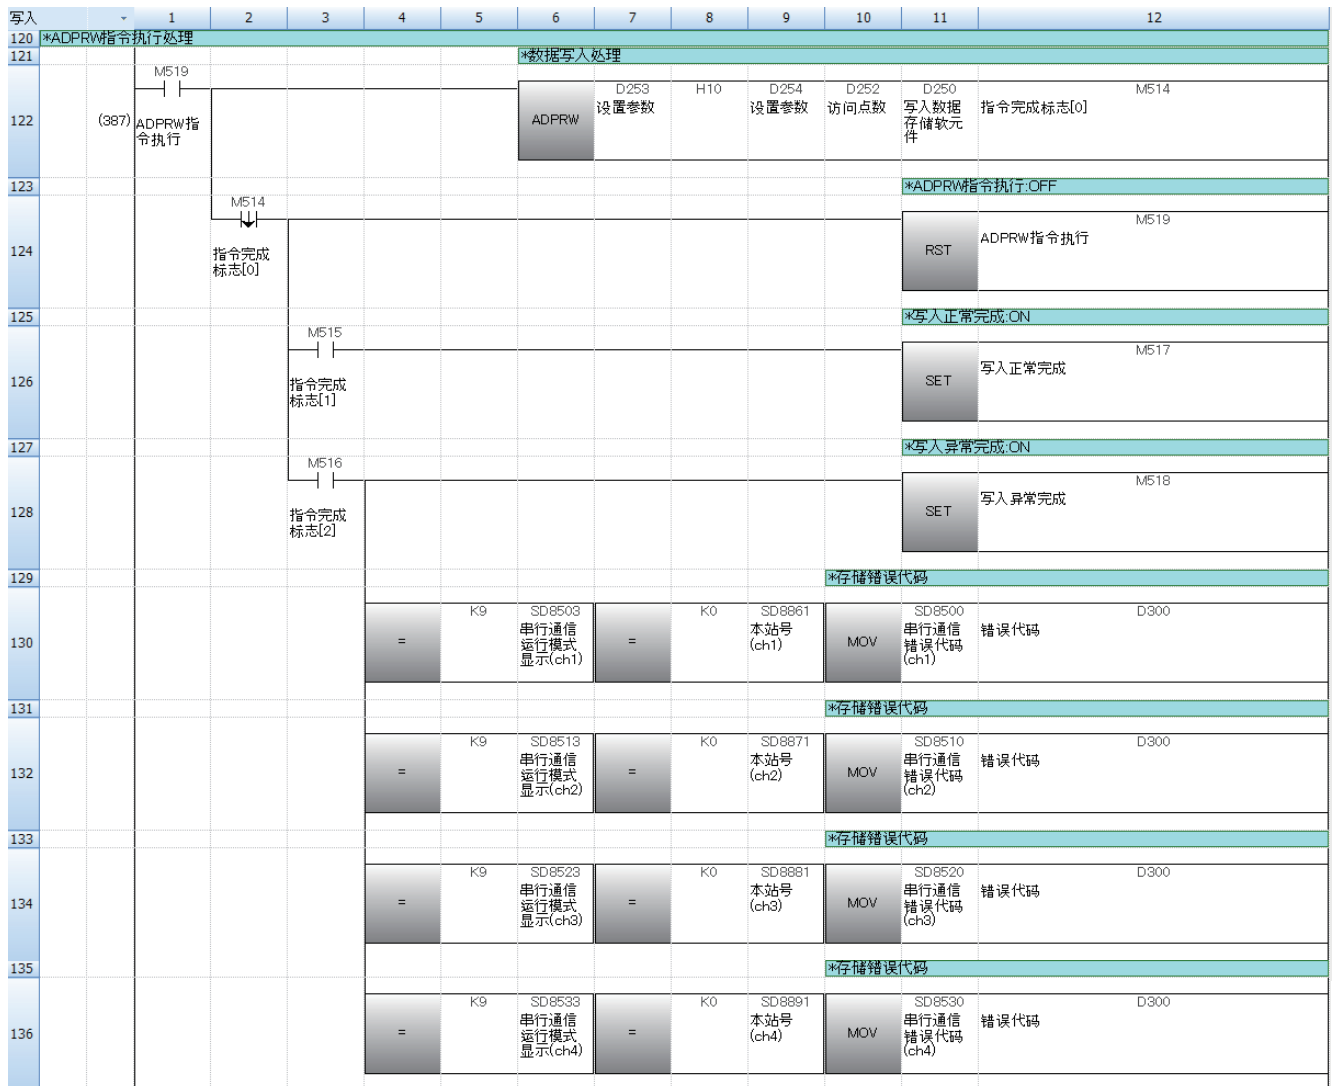 写入 1 2 3 4 5 6 7 8 9 10 11 12
120 *ADPRW指令执行处理
121 *数据写入处理
122 (387) M519 ADPRW D253 H10 D254 D252 D250 M514
ADPRW指
令执行
设置参数
设置参数
访问点数
写入数据
存储软元
件
指令完成标志[0]
123 *ADPRW指令执行:OFF
124 M514 RST M519
指令完成
标志[0]
ADPRW指令执行
125 *写入正常完成:ON
126 M515 SET M517
指令完成
标志[1]
写入正常完成
127 *写入异常完成:ON
128 M516 SET M518
指令完成
标志[2]
写入异常完成
129 *存储错误代码
130 = K9 SD8503 = K0 SD8861 MOV SD8500 D300
串行通信
运行模式
显示(ch1)
本站号
(ch1)
串行通信
错误代码
(ch1)
错误代码
131 *存储错误代码
132 = K9 SD8513 = K0 SD8871 MOV SD8510 D300
串行通信
运行模式
显示(ch2)
本站号
(ch2)
串行通信
错误代码
(ch2)
错误代码
133 *存储错误代码
134 = K9 SD8523 = K0 SD8881 MOV SD8520 D300
串行通信
运行模式
显示(ch3)
本站号
(ch3)
串行通信
错误代码
(ch3)
错误代码
135 *存储错误代码
136 = K9 SD8533 = K0 SD8891 MOV SD8530 D300
串行通信
运行模式
显示(ch4)
本站号
(ch4)
串行通信
错误代码
(ch4)
错误代码